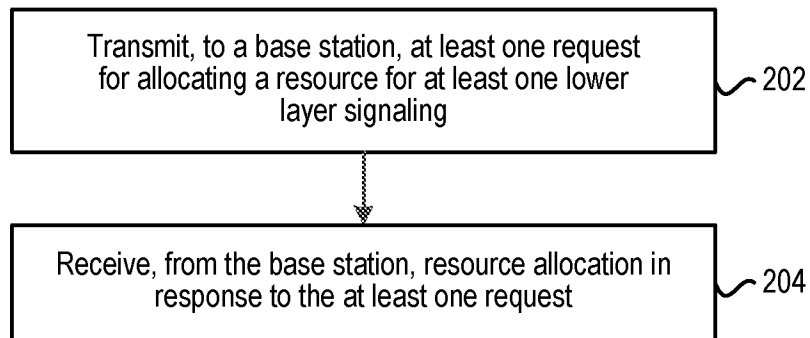 Transmit, to a base station, at least one request
for allocating a resource for at least one lower
layer signaling
202
Receive, from the base station, resource allocation in
response to the at least one request
204